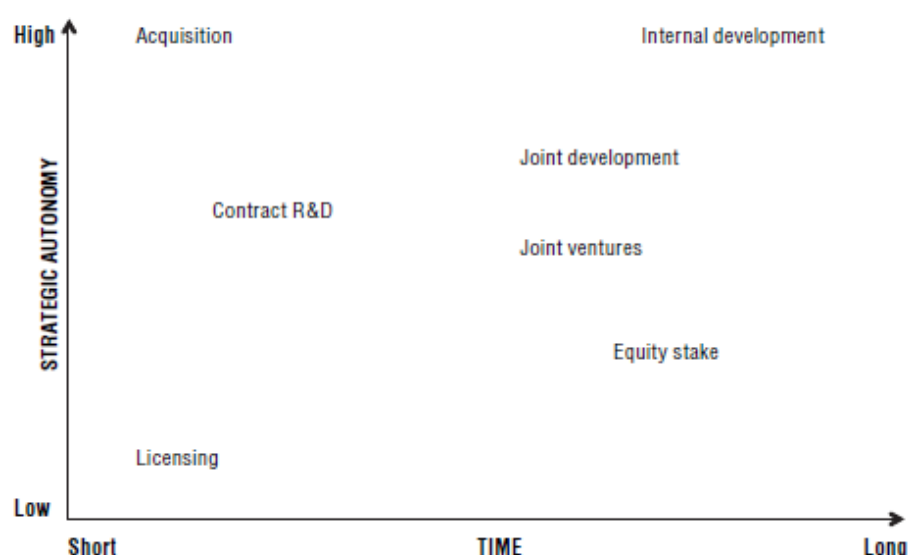 High
Acquisition
Internal development
Joint development
Contract R&D
Joint ventures
STRATEGIC AUTONOMY
Equity stake
Licensing
Low
Short
TIME
Long